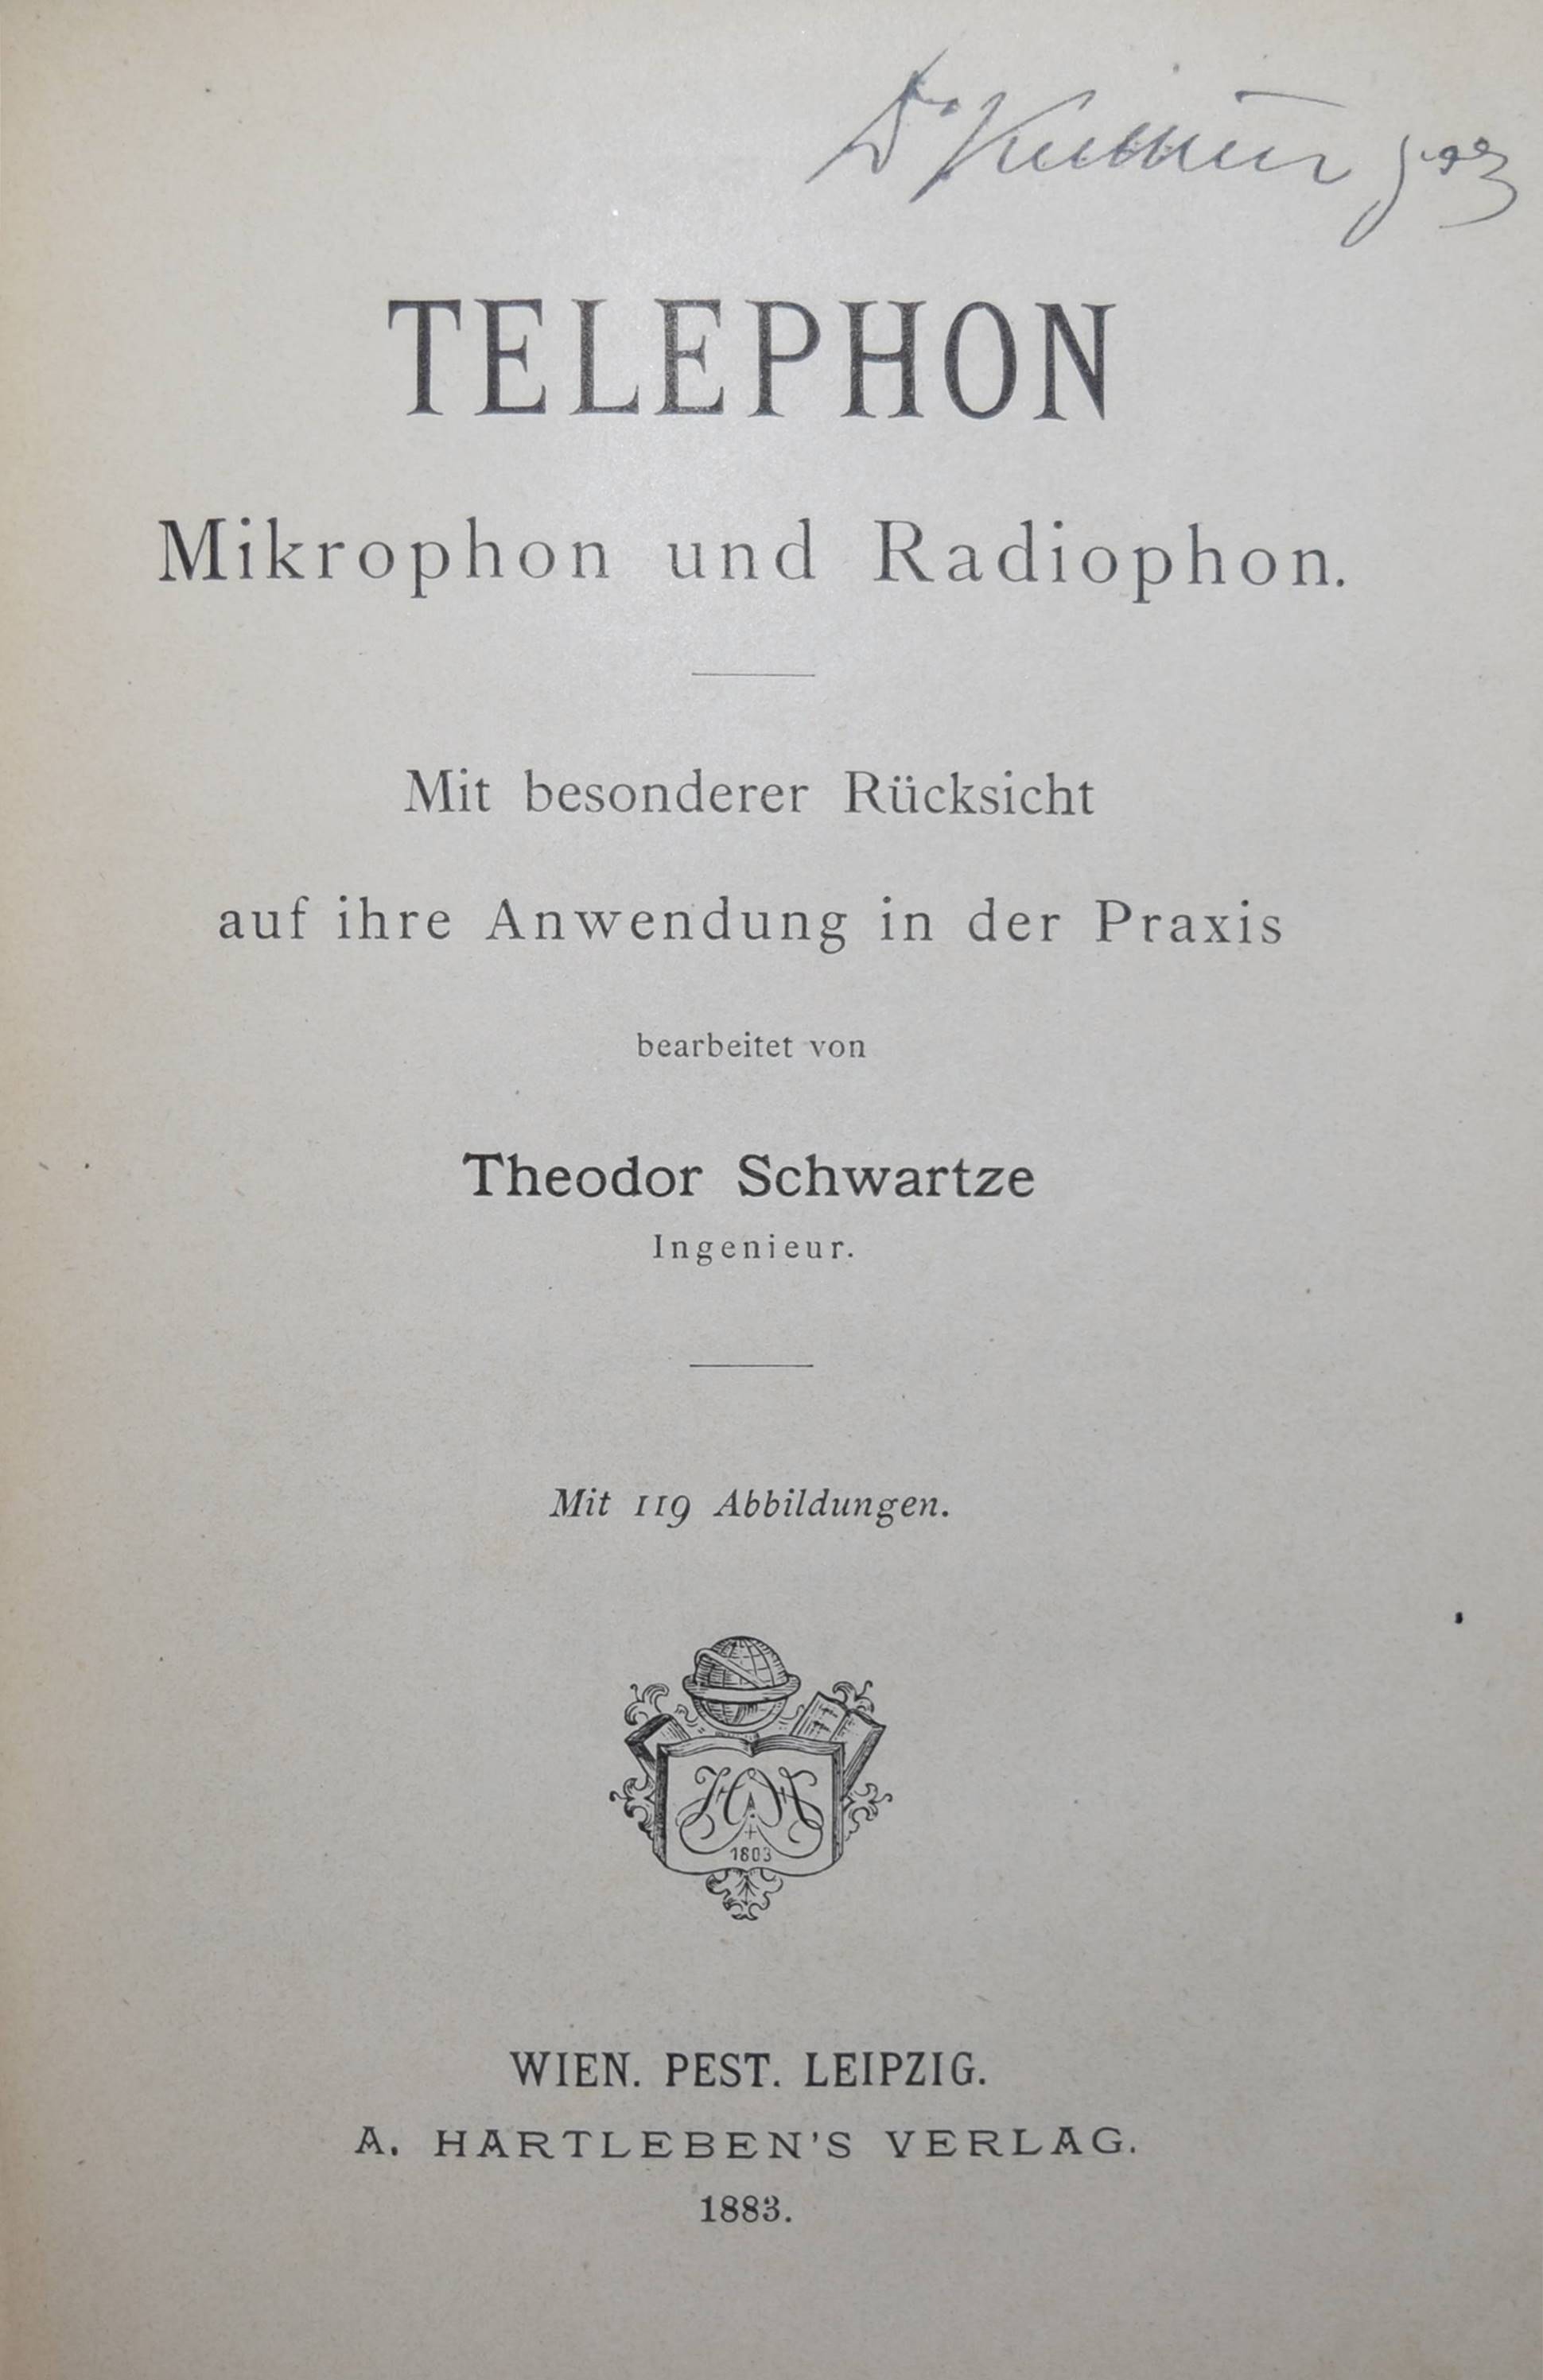 Dr
TELEPHON
Mikrophon und Radiophon.
Mit besonderer Rücksicht
auf ihre Anwendung in der Praxis
bearbeitet von
Theodor Schwartze
Ingenieur.
Mit 119 Abbildungen.
1803
WIEN. PEST. LEIPZIG.
A. HARTLEBEN'S VERLAG.
1883.